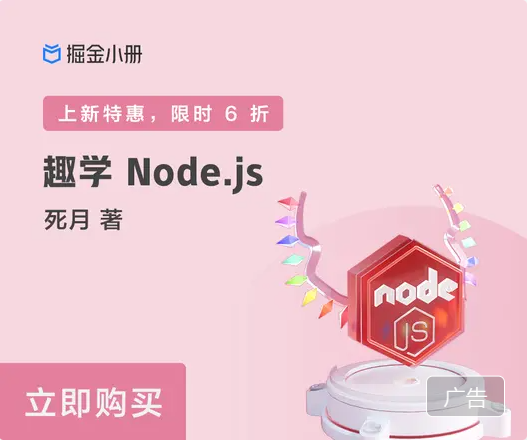 掘金小册
上新特惠，限时 6 折
趣学 Node.js
死月 著
node
JS
立即购买
广告